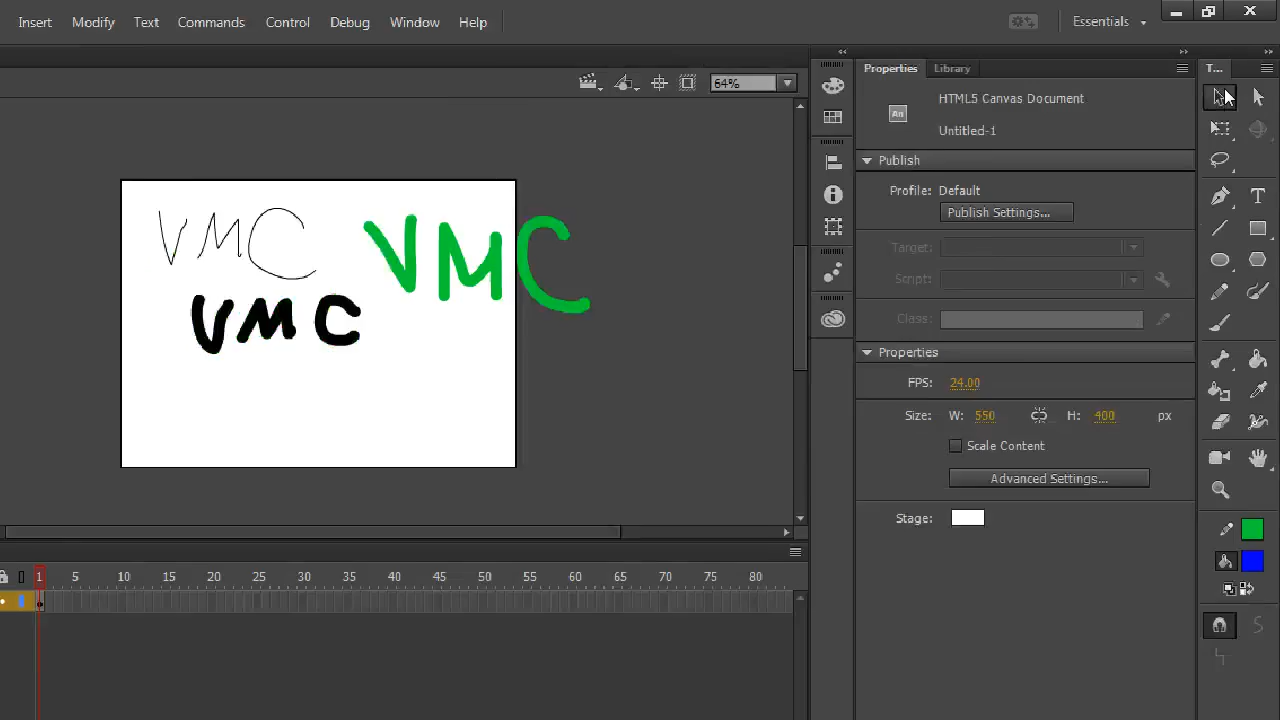 Insert Modify Text Commands Control Debug Window Help Essentials
64%
Properties Library T...
An HTML5 Canvas Document
Untitled-1
Publish
Profile: Default
Publish Settings...
Target:
Script:
Class:
Properties
FPS: 24.00
Size: W: 550 H: 400 px
Scale Content
Advanced Settings...
Stage:
VMC VMC
VMC
1 5 10 15 20 25 30 35 40 45 50 55 60 65 70 75 80